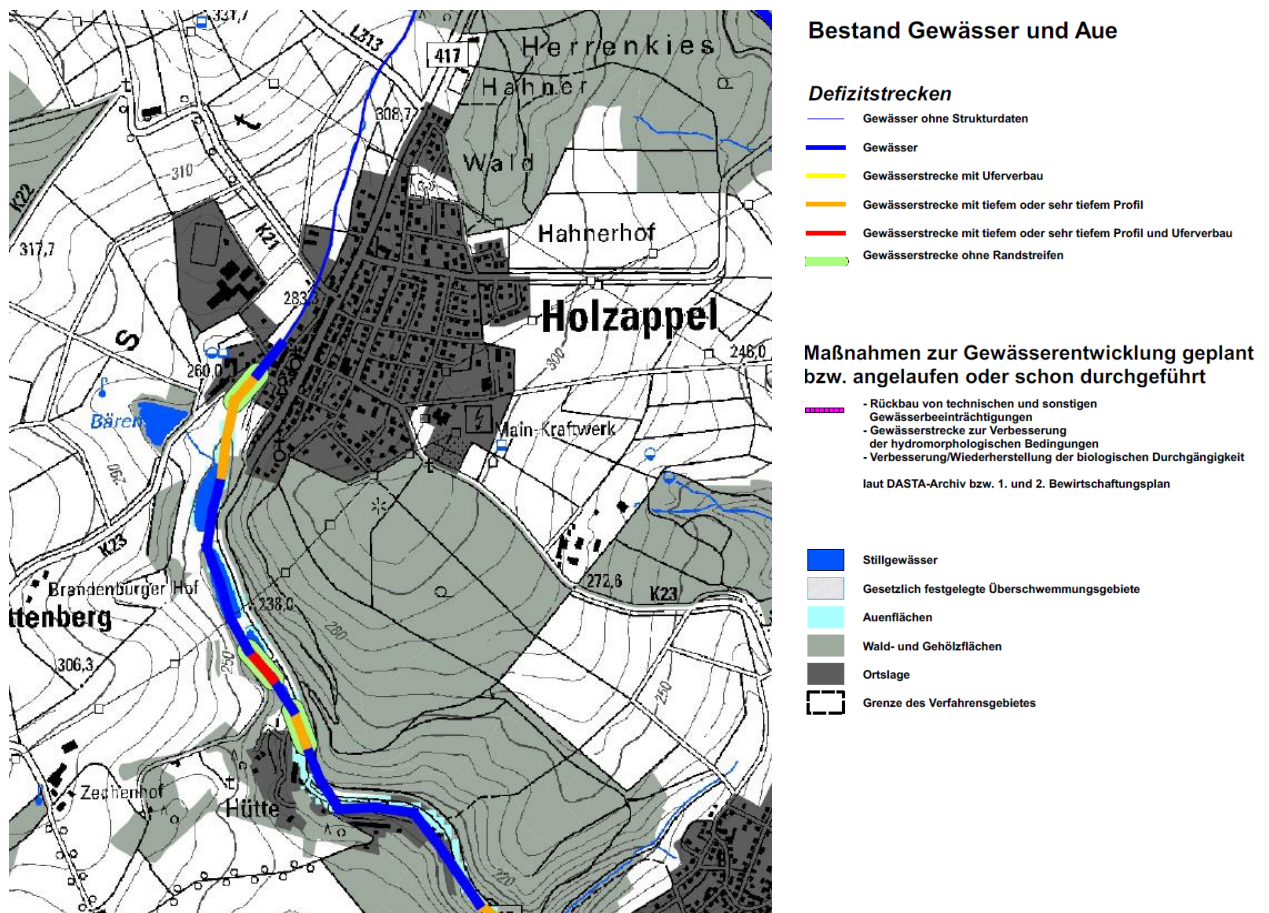 331,7
L313
417
Herrenkies
Hahner
308,7
Wald
310
K22
K21
317,7
Hahnerhof
283,3
Holzappel
S
300
246,0
260,0
Bären
Main-Kraftwerk
290
K23
Brandenburger Hof
272,6
K23
238,0
ttenberg
280
250
306,3
250
Zechenhof
Hütte
220
Bestand Gewässer und Aue
Defizitstrecken
Gewässer ohne Strukturdaten
Gewässer
Gewässerstrecke mit Uferverbau
Gewässerstrecke mit tiefem oder sehr tiefem Profil
Gewässerstrecke mit tiefem oder sehr tiefem Profil und Uferverbau
Gewässerstrecke ohne Randstreifen
Maßnahmen zur Gewässerentwicklung geplant
bzw. angelaufen oder schon durchgeführt
- Rückbau von technischen und sonstigen
Gewässerbeeinträchtigungen
- Gewässerstrecke zur Verbesserung
der hydromorphologischen Bedingungen
- Verbesserung/Wiederherstellung der biologischen Durchgängigkeit
laut DASTA-Archiv bzw. 1. und 2. Bewirtschaftungsplan
Stillgewässer
Gesetzlich festgelegte Überschwemmungsgebiete
Auenflächen
Wald- und Gehölzflächen
Ortslage
Grenze des Verfahrensgebietes